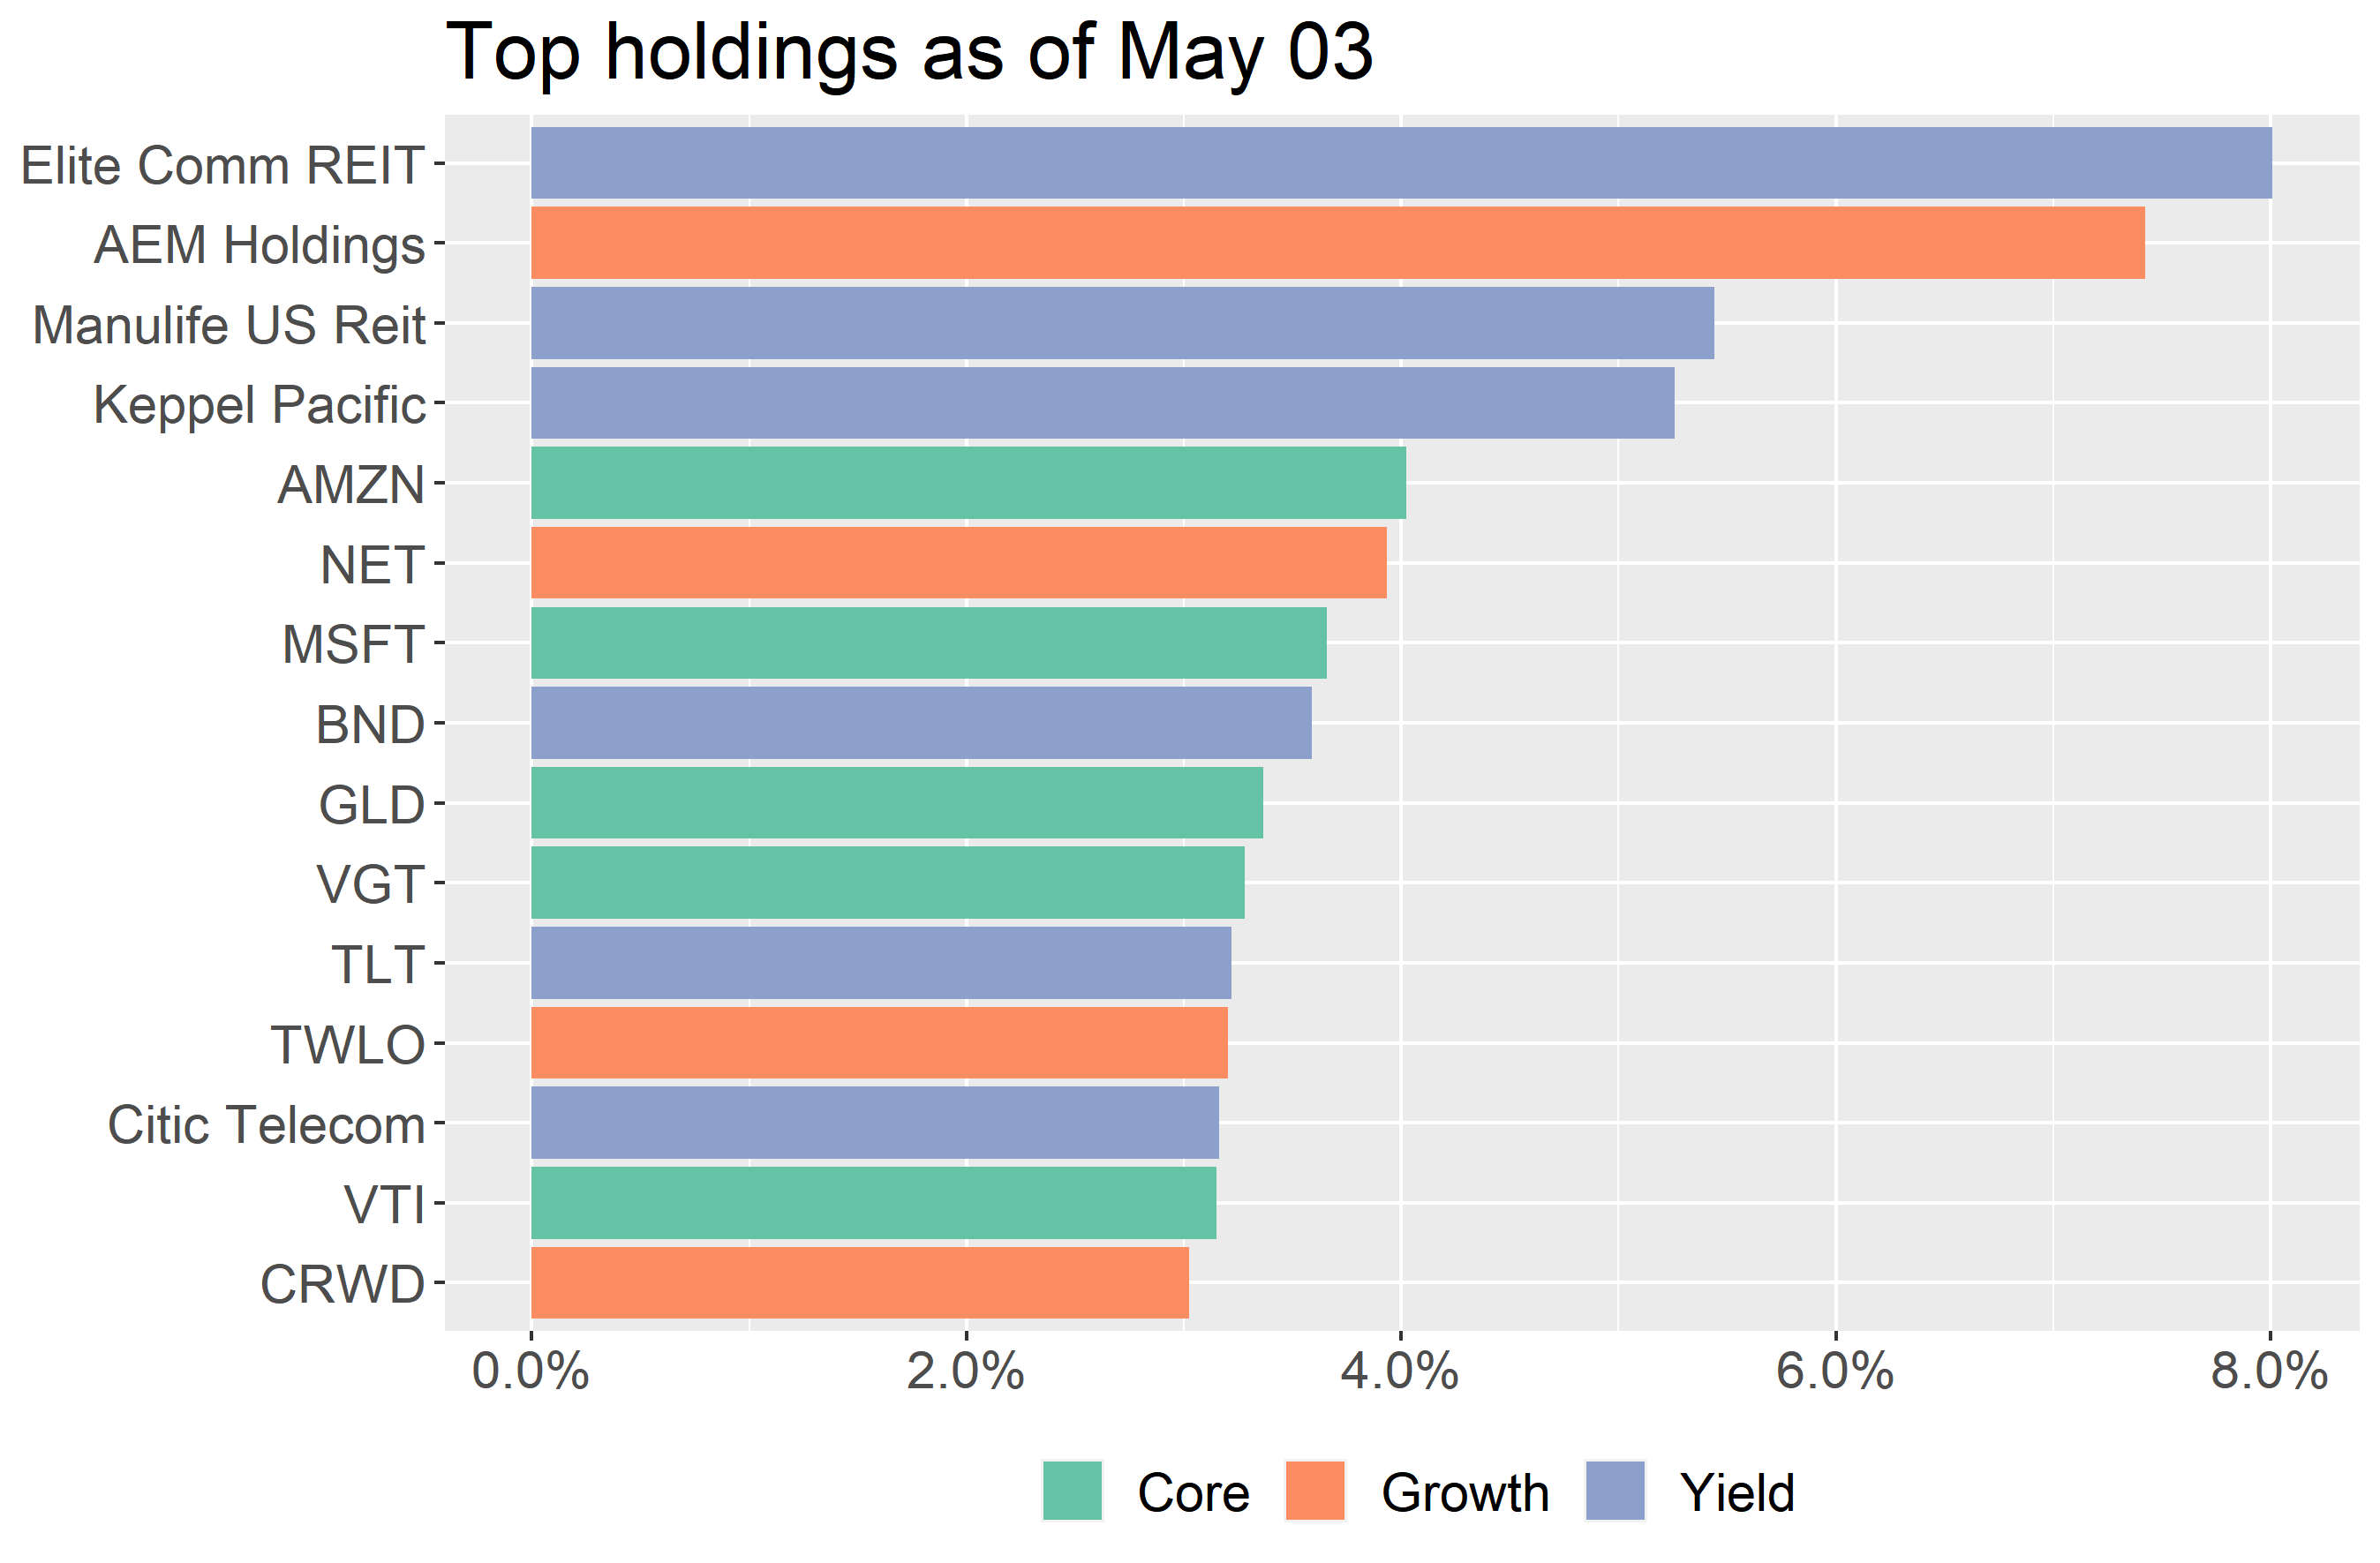 Top holdings as of May 03
Elite Comm REIT
AEM Holdings
Manulife US Reit
Keppel Pacific
AMZN
NET
MSFT
BND
GLD
VGT
TLT
TWLO
Citic Telecom
VTI
CRWD
0.0% 2.0% 4.0% 6.0% 8.0%
Core Growth Yield